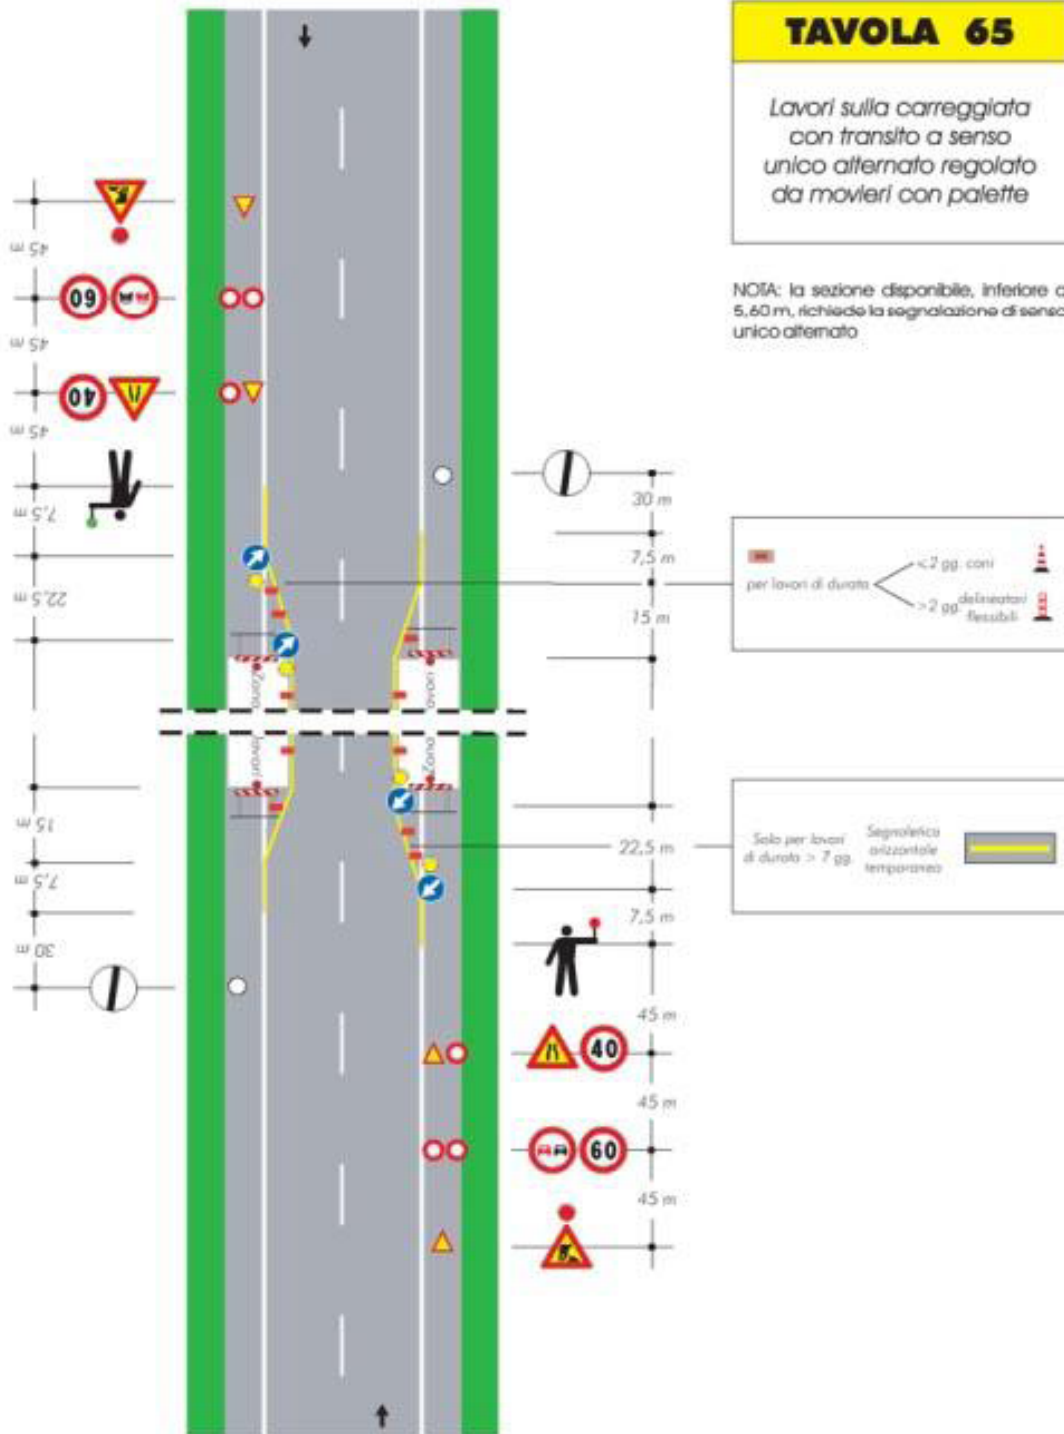 TAVOLA 65
Lavori sulla carreggiata
con transito a senso
unico alternato regolato
da movieri con palette
NOTA: la sezione disponibile, inferiore a
5,60 m, richiede la segnalazione di senso
unico alternato
45 m
60
45 m
40
45 m
7,5 m
22,5 m
30 m
7,5 m
15 m
per lavori di durata
<2 gg. coni
>2 gg. delineatori
flessibili
Zona
lavori
lavori
Zona
15 m
7,5 m
30 m
22,5 m
7,5 m
Solo per lavori
di durata > 7 gg.
Segnaletica
orizzontale
temporanea
45 m
40
45 m
60
45 m